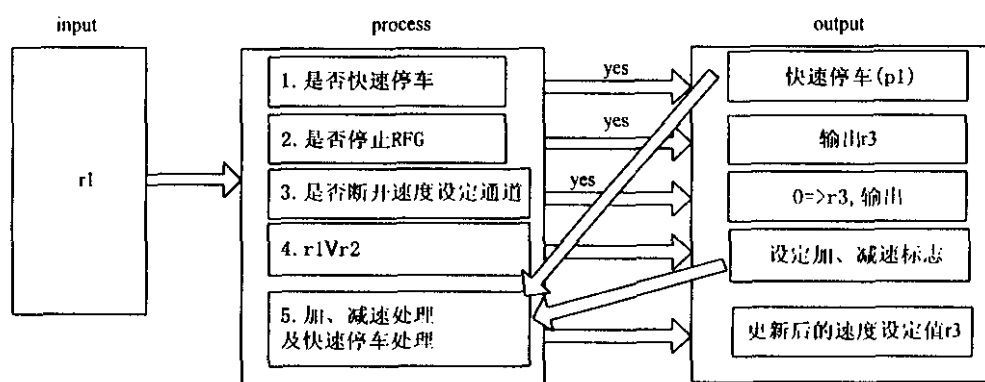 input
process
output
r1
1. 是否快速停车
2. 是否停止RFG
3. 是否断开速度设定通道
4. r1Vr2
5. 加、减速处理
及快速停车处理
yes
yes
yes
快速停车(p1)
输出r3
0=>r3, 输出
设定加、减速标志
更新后的速度设定值r3